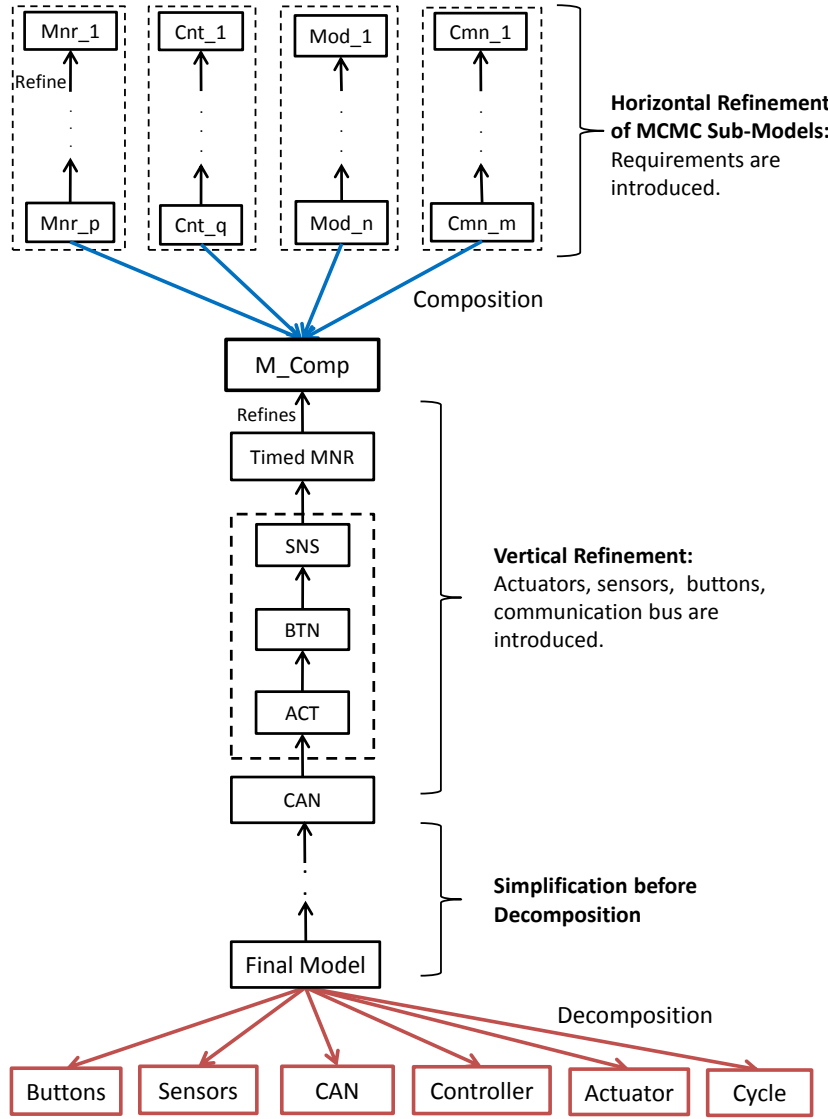 Mnr_1
Cnt_1
Mod_1
Cmn_1
Refine
Horizontal Refinement
of MCMC Sub-Models:
Requirements are
introduced.
Mnr_p
Cnt_q
Mod_n
Cmn_m
Composition
M_Comp
Refines
Timed MNR
SNS
BTN
ACT
CAN
Vertical Refinement:
Actuators, sensors, buttons,
communication bus are
introduced.
Simplification before
Decomposition
Final Model
Decomposition
Buttons
Sensors
CAN
Controller
Actuator
Cycle